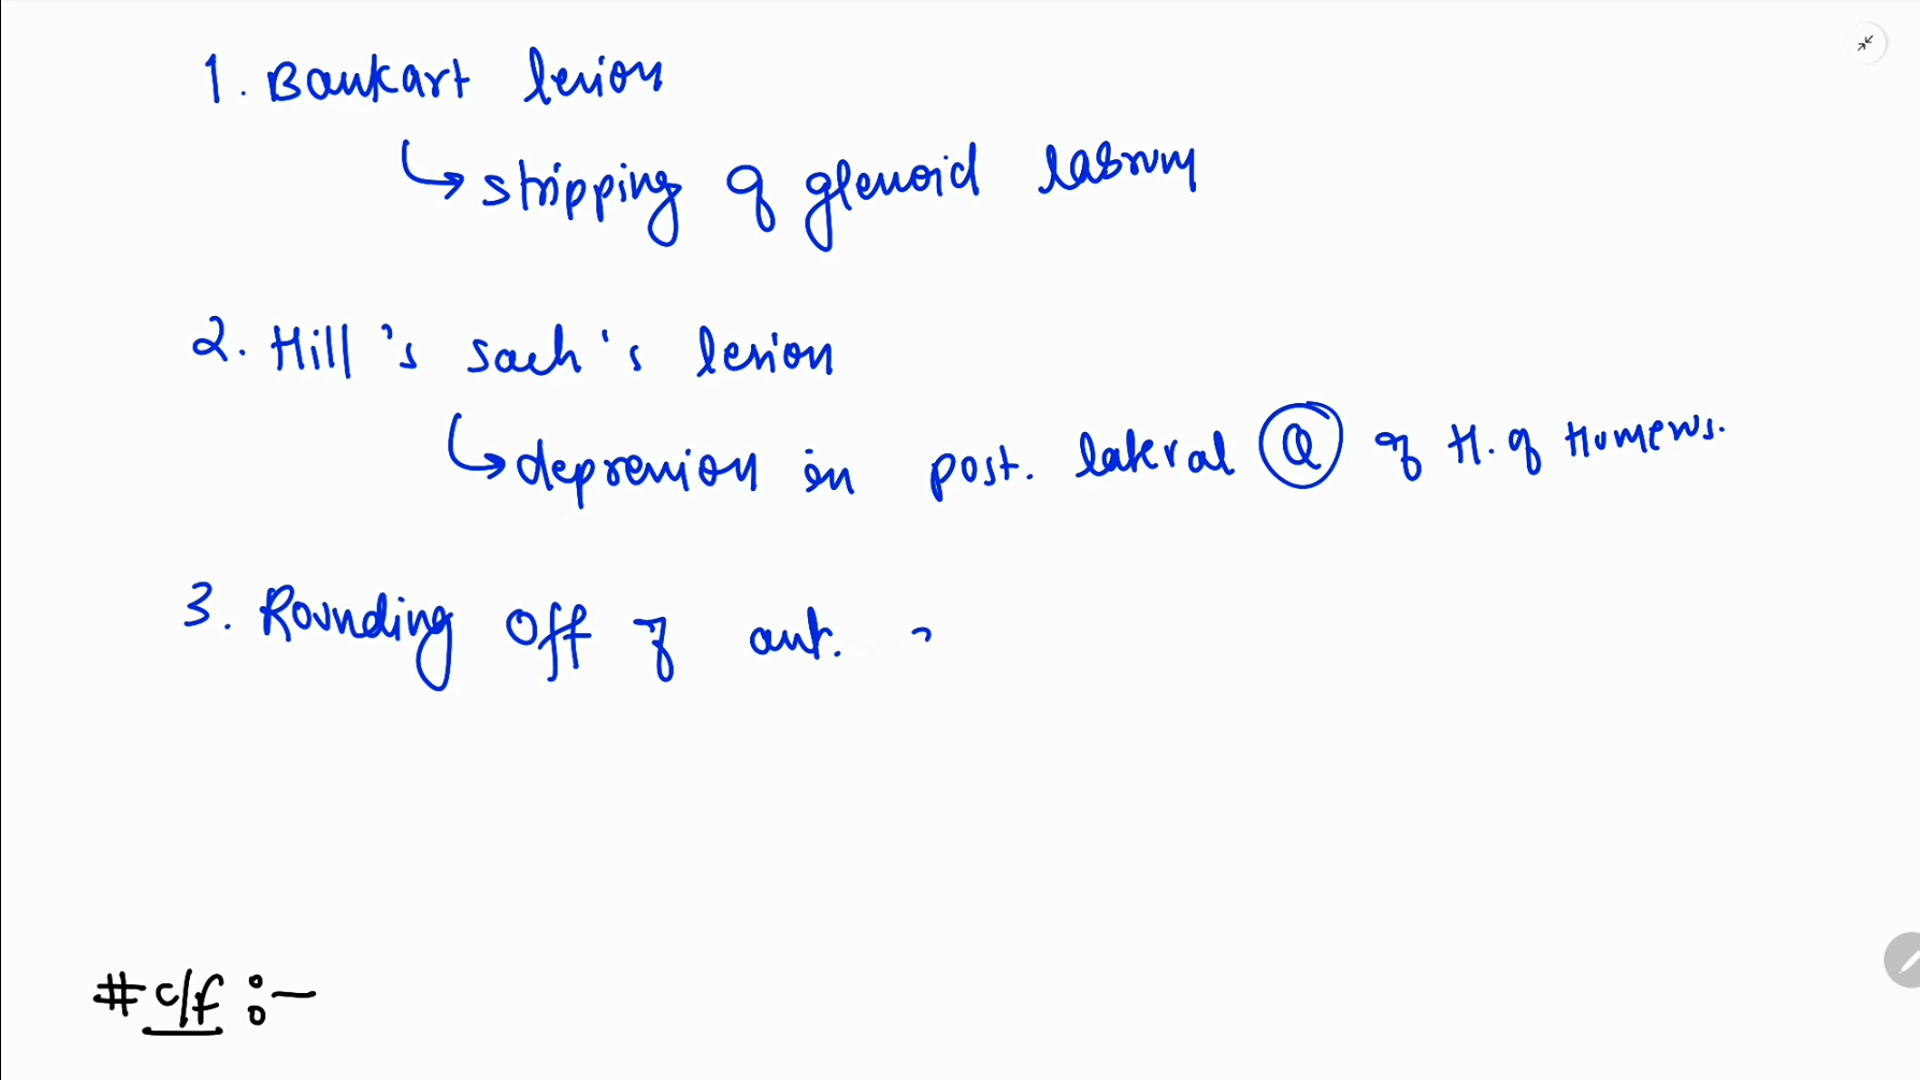 1. Bankart lesion
↳ stripping of glenoid labrum
2. Hill's sach's lesion
↳ depression in post. lateral Q of H. of Humerus.
3. Rounding Off of ant.
# c/f :-